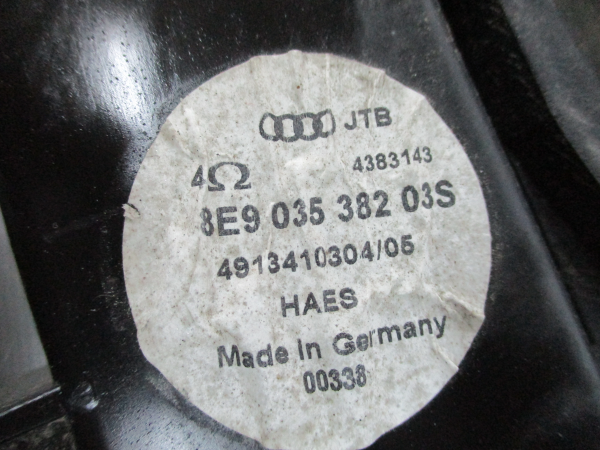 JTB
4Ω 4383143
8E9 035 382 03S
4913410304/05
HAES
Made In Germany
00338